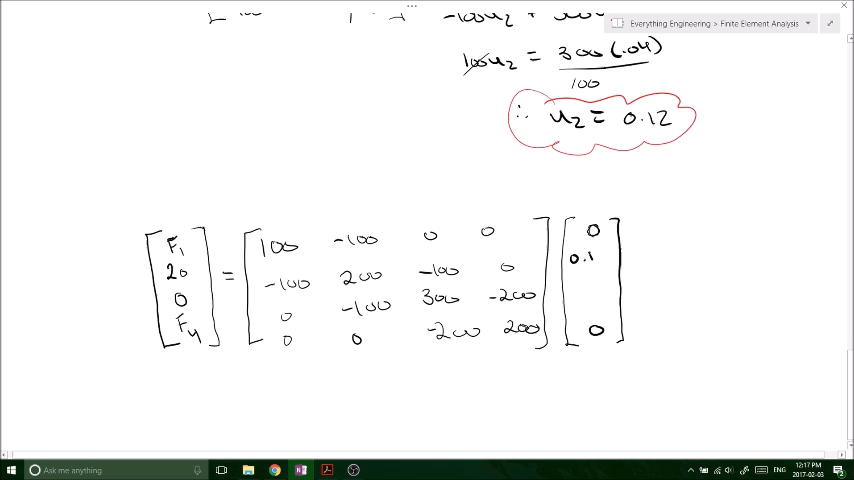 Everything Engineering > Finite Element Analysis
100u₂ = 300(.04)
100
∴ u₂ = 0.12
F₁ 100 -100 0 0 0
20 = -100 200 -100 0 0.1
0 0 -100 300 -200
F₄ 0 0 -200 200 0
Ask me anything
ENG
12:17 PM
2017-02-03
2